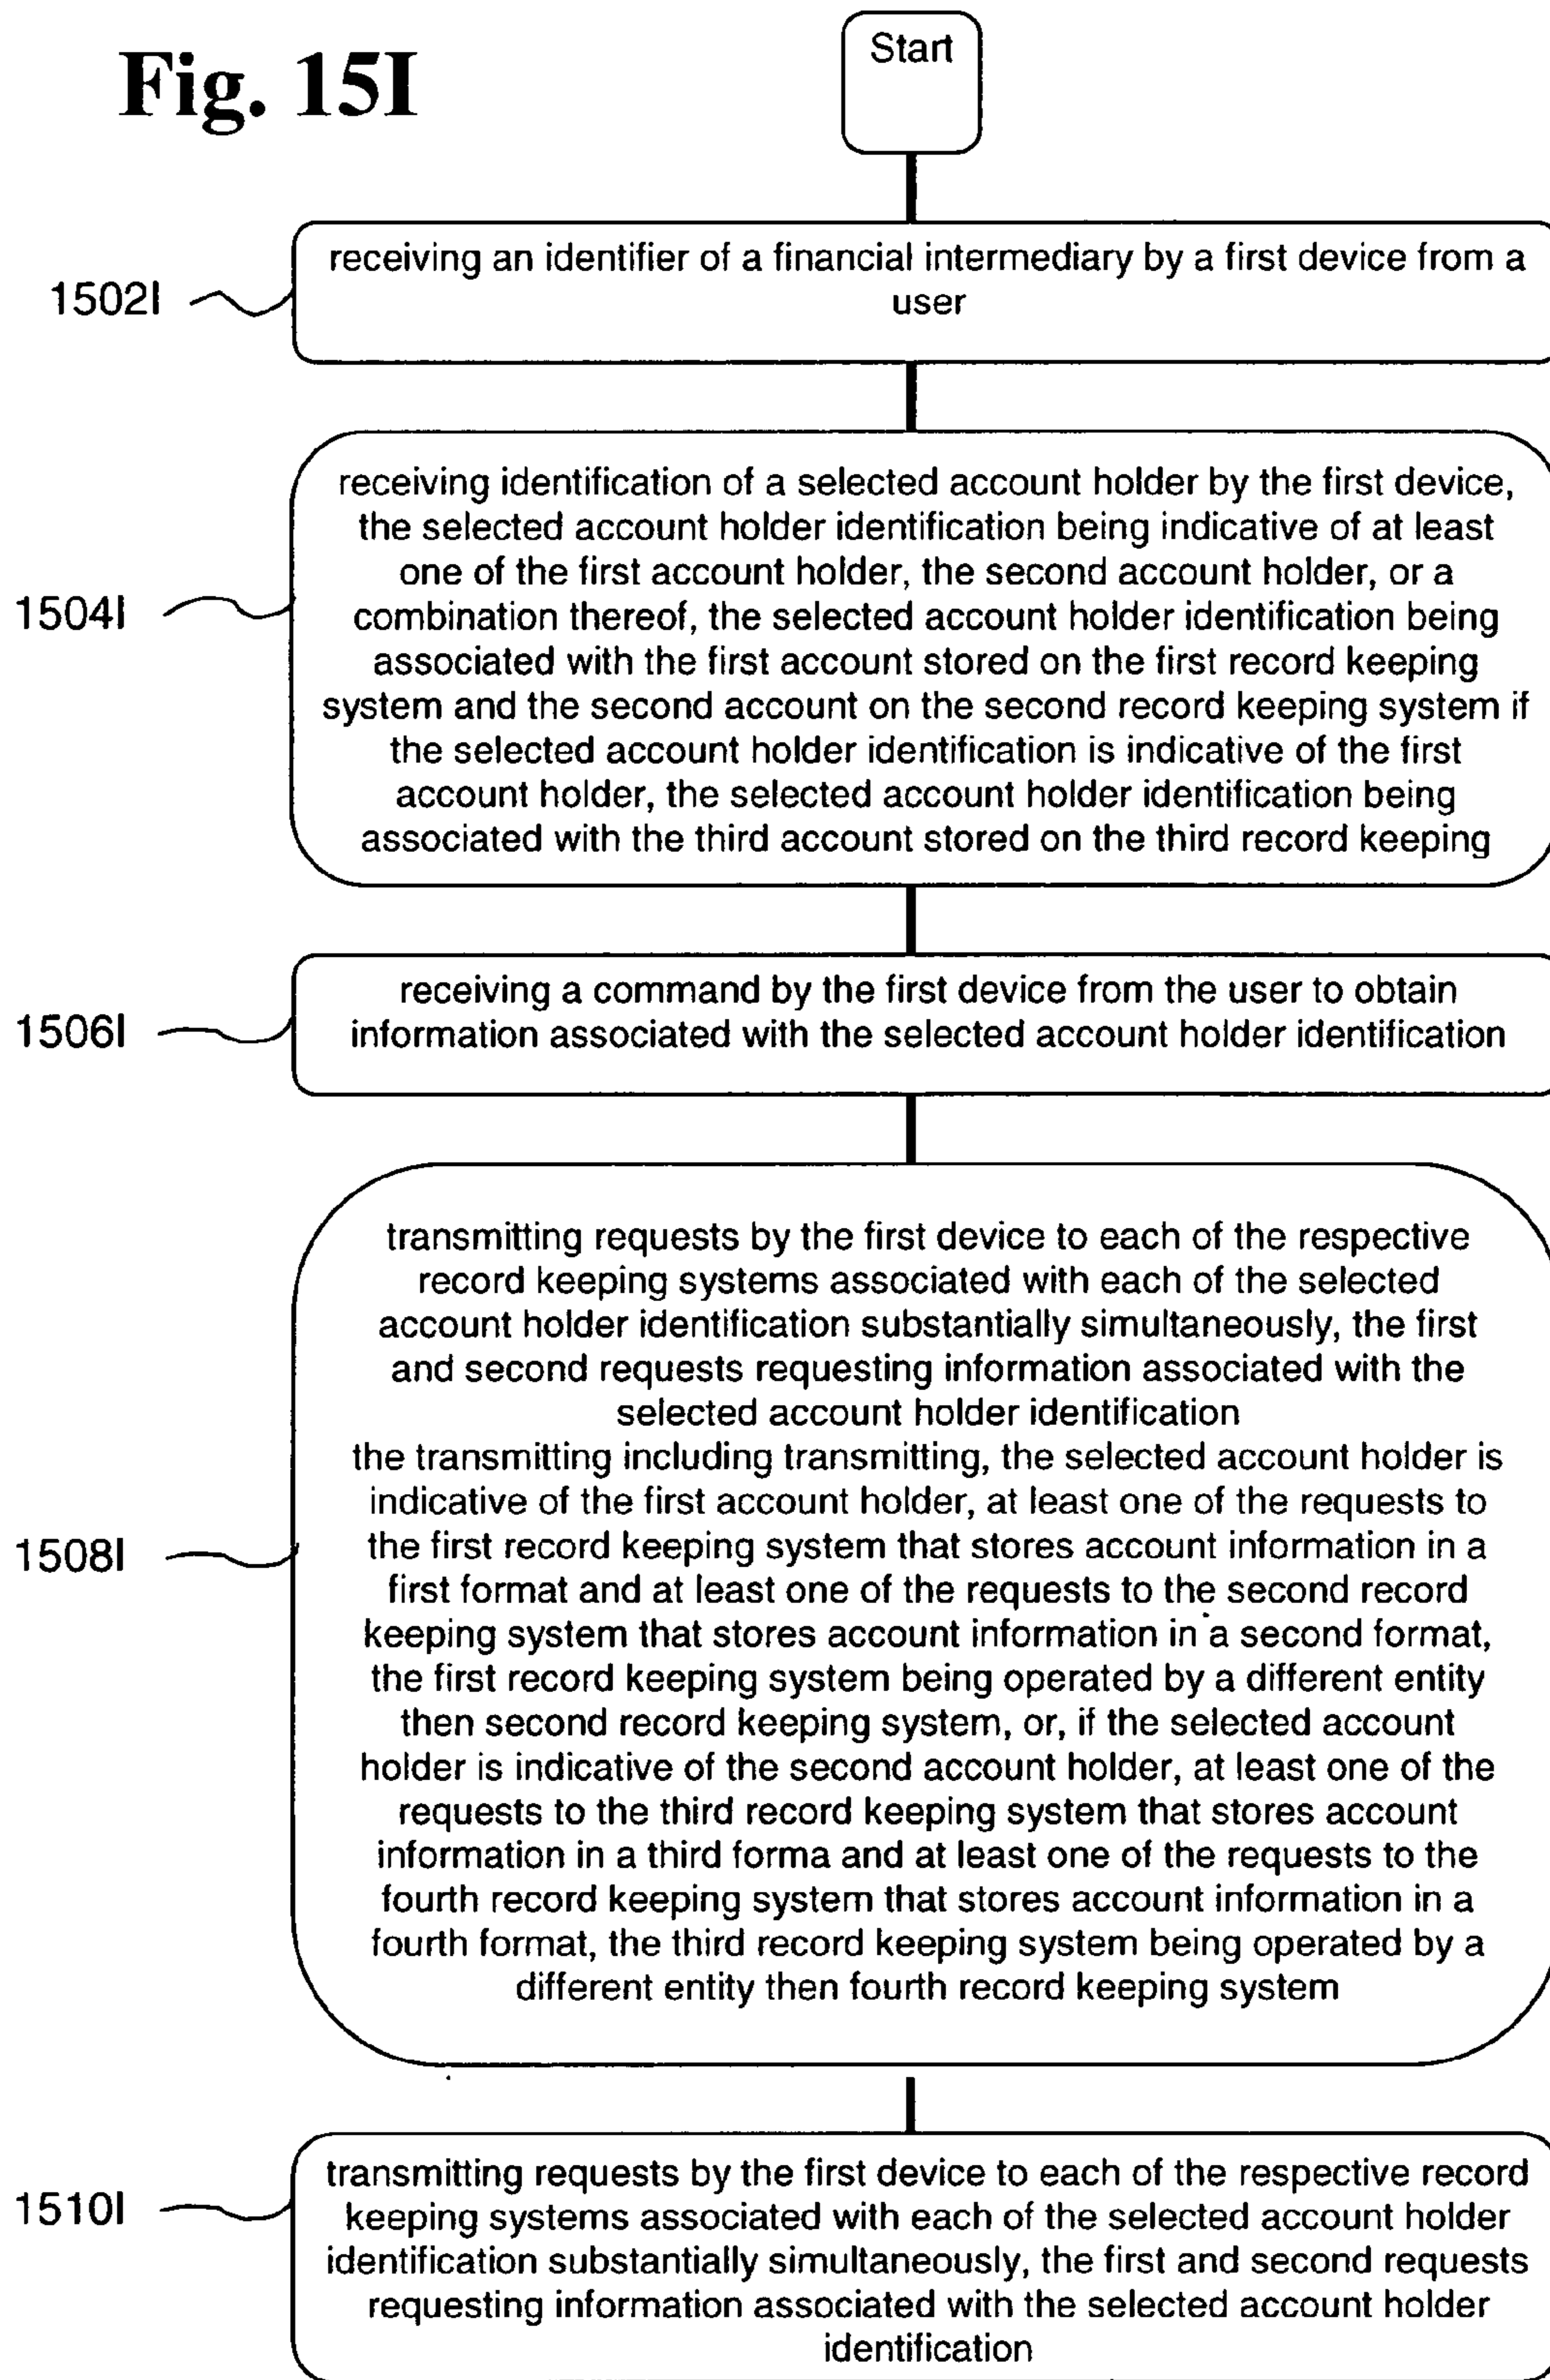 Fig. 15I
Start
receiving an identifier of a financial intermediary by a first device from a
user
1502I
receiving identification of a selected account holder by the first device,
the selected account holder identification being indicative of at least
one of the first account holder, the second account holder, or a
combination thereof, the selected account holder identification being
associated with the first account stored on the first record keeping
system and the second account on the second record keeping system if
the selected account holder identification is indicative of the first
account holder, the selected account holder identification being
associated with the third account stored on the third record keeping
1504I
receiving a command by the first device from the user to obtain
information associated with the selected account holder identification
1506I
transmitting requests by the first device to each of the respective
record keeping systems associated with each of the selected
account holder identification substantially simultaneously, the first
and second requests requesting information associated with the
selected account holder identification
the transmitting including transmitting, the selected account holder is
indicative of the first account holder, at least one of the requests to
the first record keeping system that stores account information in a
first format and at least one of the requests to the second record
keeping system that stores account information in a second format,
the first record keeping system being operated by a different entity
then second record keeping system, or, if the selected account
holder is indicative of the second account holder, at least one of the
requests to the third record keeping system that stores account
information in a third forma and at least one of the requests to the
fourth record keeping system that stores account information in a
fourth format, the third record keeping system being operated by a
different entity then fourth record keeping system
1508I
transmitting requests by the first device to each of the respective record
keeping systems associated with each of the selected account holder
identification substantially simultaneously, the first and second requests
requesting information associated with the selected account holder
identification
1510I